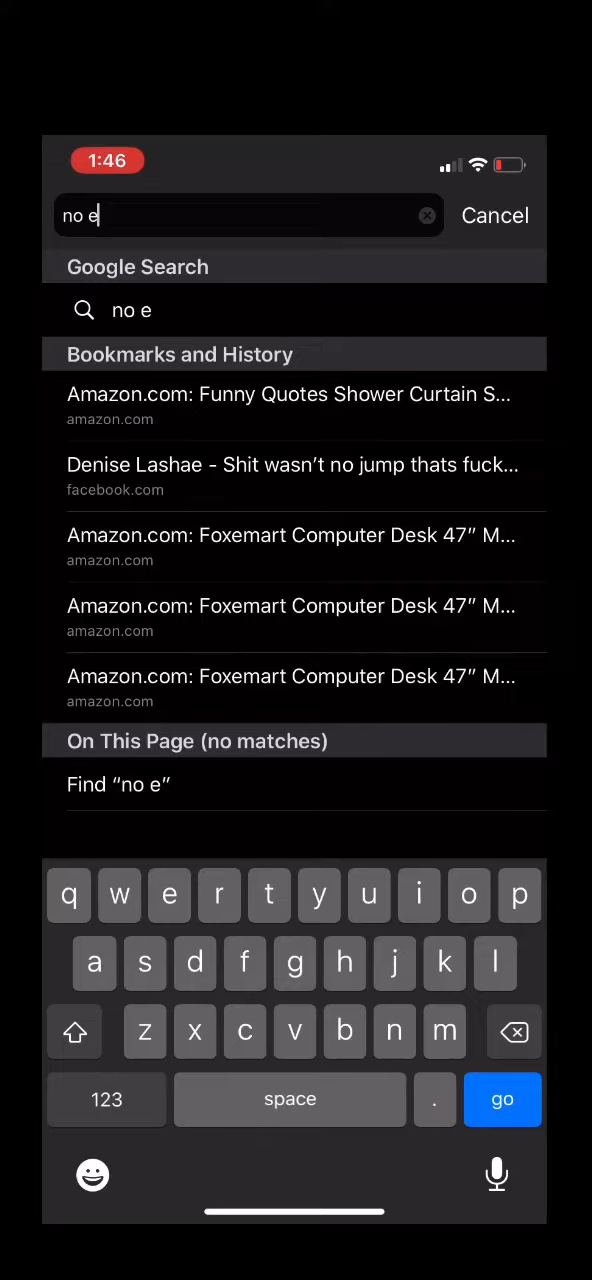 1:46
no e
Cancel
Google Search
no e
Bookmarks and History
Amazon.com: Funny Quotes Shower Curtain S...
amazon.com
Denise Lashae - Shit wasn’t no jump thats fuck...
facebook.com
Amazon.com: Foxemart Computer Desk 47” M...
amazon.com
Amazon.com: Foxemart Computer Desk 47” M...
amazon.com
Amazon.com: Foxemart Computer Desk 47” M...
amazon.com
On This Page (no matches)
Find “no e”
q w e r t y u i o p
a s d f g h j k l
z x c v b n m
123 space . go